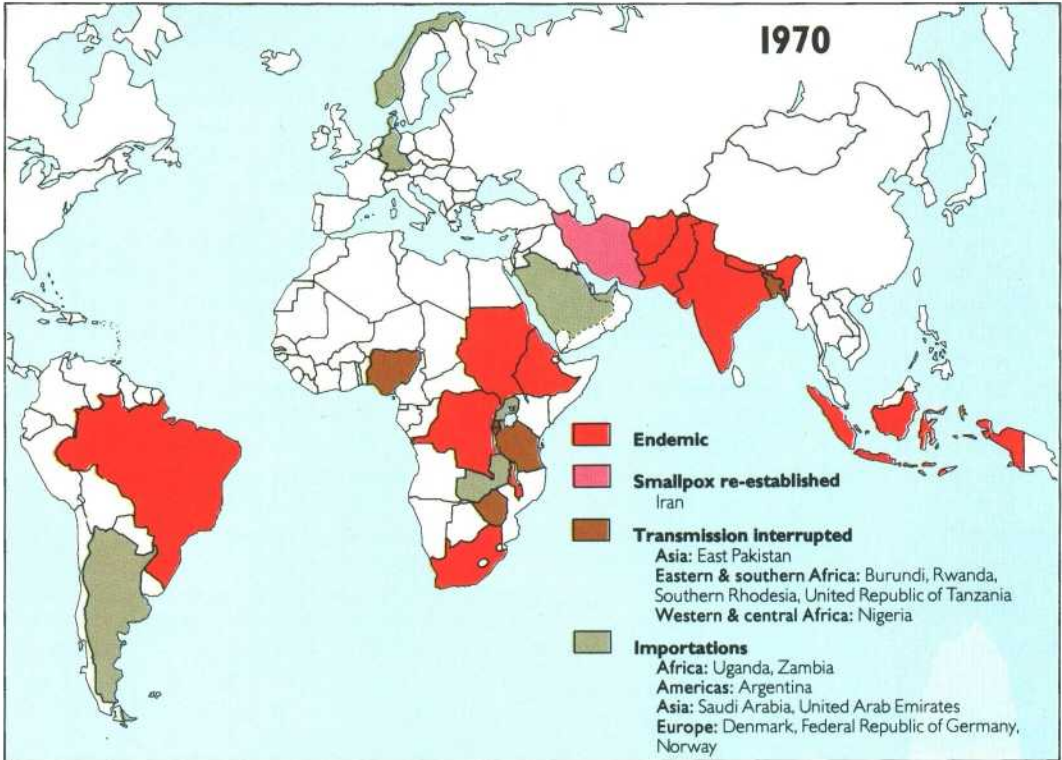 1970
Endemic
Smallpox re-established
Iran
Transmission interrupted
Asia: East Pakistan
Eastern & southern Africa: Burundi, Rwanda,
Southern Rhodesia, United Republic of Tanzania
Western & central Africa: Nigeria
Importations
Africa: Uganda, Zambia
Americas: Argentina
Asia: Saudi Arabia, United Arab Emirates
Europe: Denmark, Federal Republic of Germany,
Norway